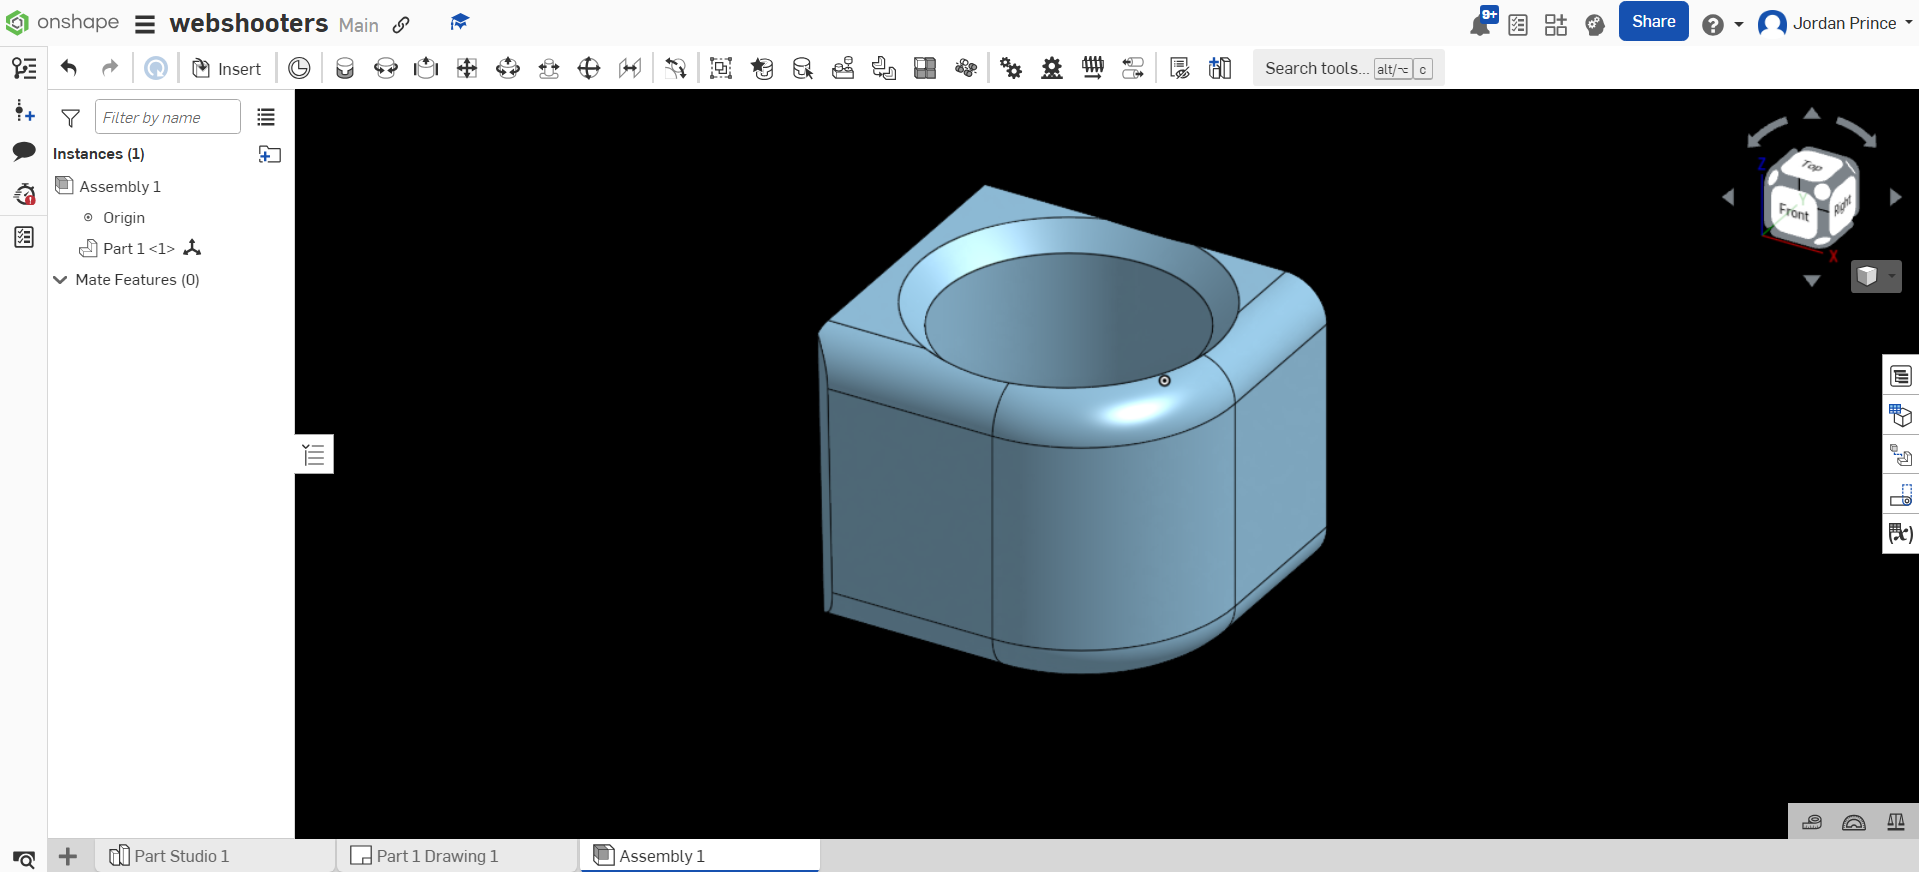 onshape webshooters Main 9+ Share Jordan Prince
Insert Search tools... alt/⌥ c
Filter by name
Instances (1)
Assembly 1
Origin
Part 1 <1>
Mate Features (0)
Z
Top
Front
Right
Y
X
(x)
Part Studio 1 Part 1 Drawing 1 Assembly 1